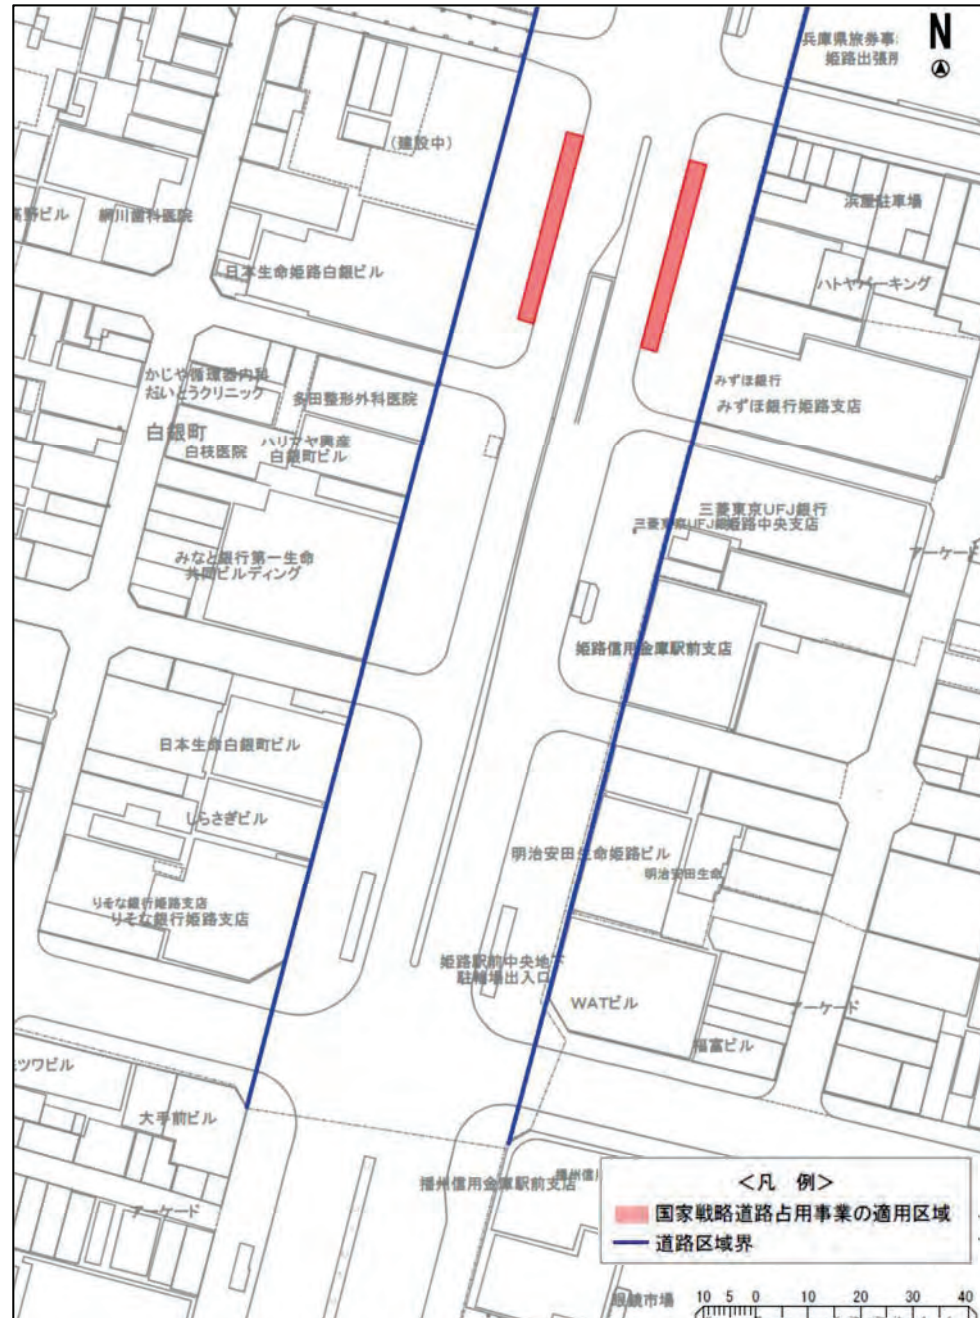 N
兵庫県旅券事
姫路出張所
(建設中)
網川歯科医院
浜屋駐車場
日本生命姫路白銀ビル
ハトヤパーキング
かじや循環器内科
だいとうクリニック
多田整形外科医院
みずほ銀行
みずほ銀行姫路支店
白銀町
白枝医院
ハリマヤ興産
白銀町ビル
三菱東京UFJ銀行
姫路中央支店
三菱東京UFJ銀
アーケード
みなと銀行第一生命
共同ビルディング
姫路信用金庫駅前支店
日本生命白銀町ビル
しらさぎビル
明治安田生命姫路ビル
明治安田生命
りそな銀行姫路支店
りそな銀行姫路支店
姫路駅前中央地下
駐輪場出入口
WATビル
アーケード
福富ビル
ミツワビル
大手前ビル
播州信用金庫駅前支店
播州信
アーケード
<凡 例>
国家戦略道路占用事業の適用区域
道路区域界
眼鏡市場
10 5 0 10 20 30 40